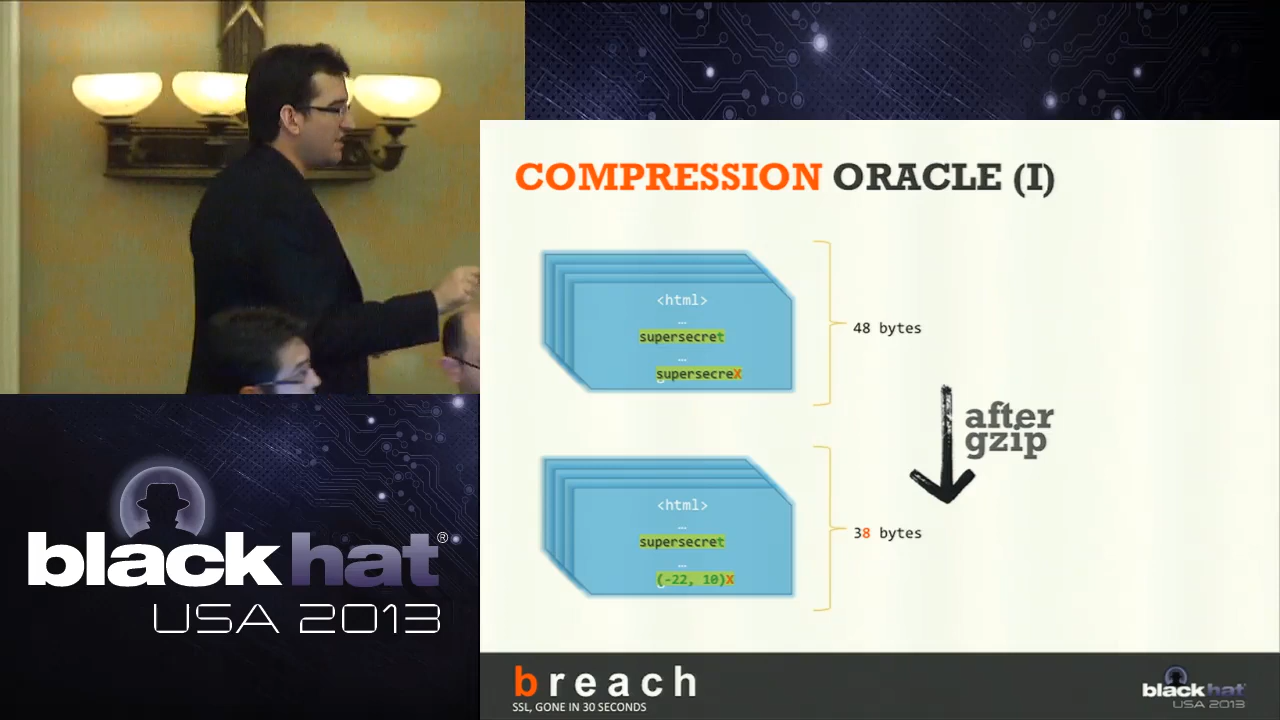 COMPRESSION ORACLE (I)
<html>
…
supersecret
…
supersecreX
48 bytes
after
gzip
<html>
…
supersecret
…
(-22, 10)X
38 bytes
black hat®
USA 2013
breach
SSL, GONE IN 30 SECONDS
black hat
USA 2013